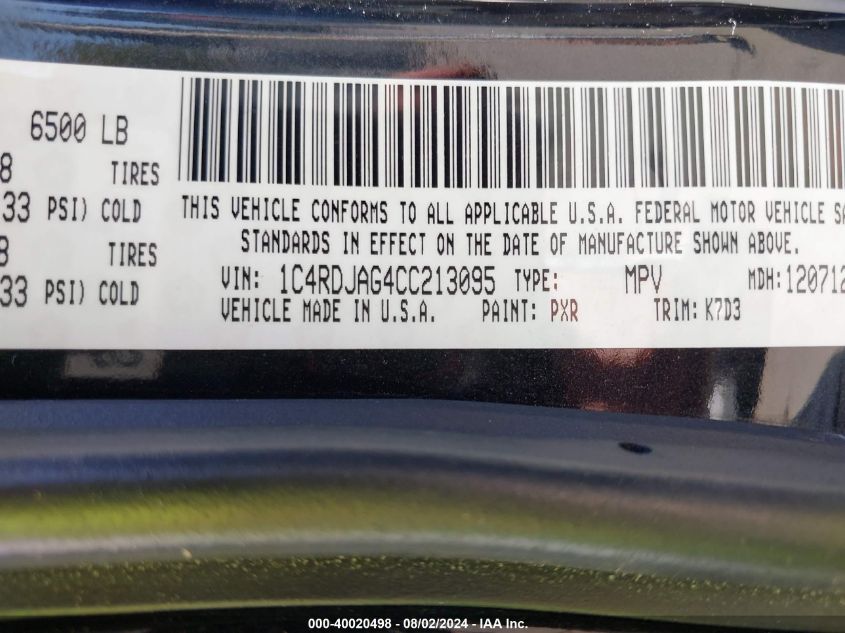 6500 LB
8 TIRES
33 PSI) COLD
8 TIRES
33 PSI) COLD
THIS VEHICLE CONFORMS TO ALL APPLICABLE U.S.A. FEDERAL MOTOR VEHICLE SA
STANDARDS IN EFFECT ON THE DATE OF MANUFACTURE SHOWN ABOVE.
VIN: 1C4RDJAG4CC213095 TYPE: MPV MDH: 120712
VEHICLE MADE IN U.S.A. PAINT: PXR TRIM: K7D3
000-40020498 - 08/02/2024 - IAA Inc.